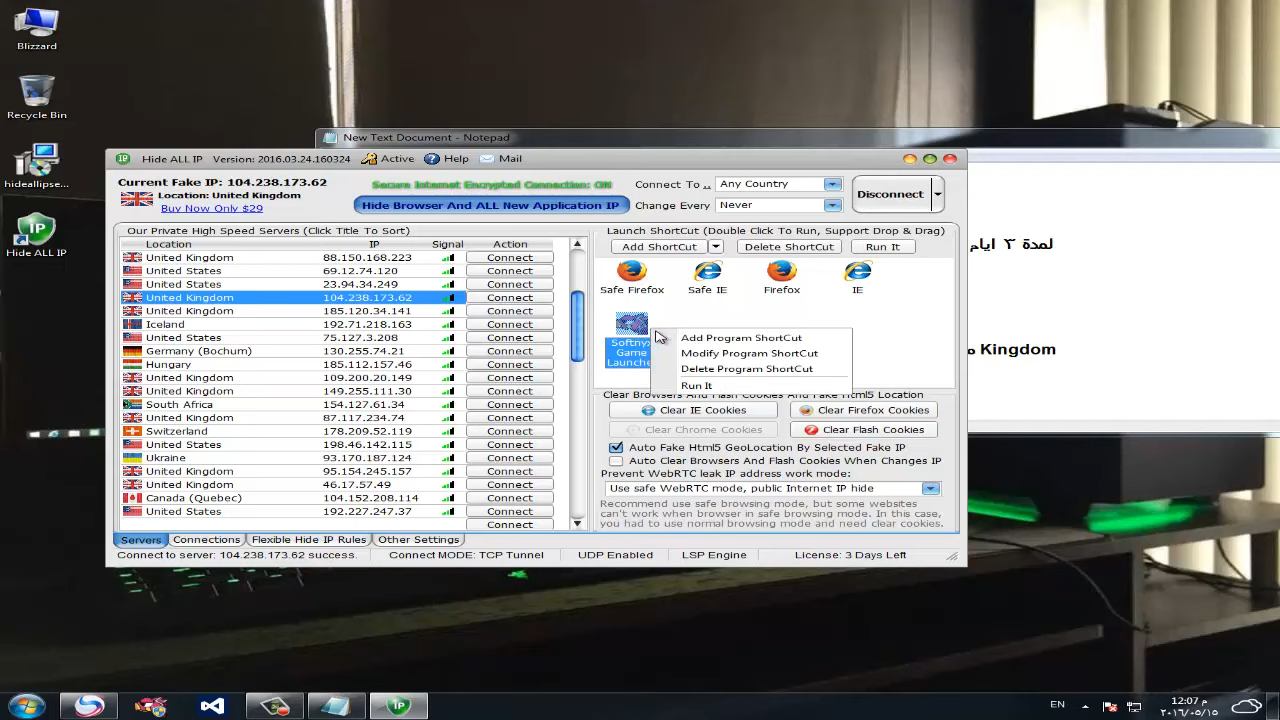 Blizzard
Recycle Bin
hideallipse...
Hide ALL IP
New Text Document - Notepad
Hide ALL IP Version: 2016.03.24.160324 Active Help Mail
Current Fake IP: 104.238.173.62
Location: United Kingdom
Buy Now Only $29
Secure Internet Encrypted Connection: ON
Hide Browser And ALL New Application IP
Connect To .. Any Country
Change Every Never
Disconnect
Our Private High Speed Servers (Click Title To Sort)
Location IP Signal Action
United Kingdom 88.150.168.223 Connect
United States 69.12.74.120 Connect
United States 23.94.34.249 Connect
United Kingdom 104.238.173.62 Connect
United Kingdom 185.120.34.141 Connect
Iceland 192.71.218.163 Connect
United States 75.127.3.208 Connect
Germany (Bochum) 130.255.74.21 Connect
Hungary 185.112.157.46 Connect
United Kingdom 109.200.20.149 Connect
United Kingdom 149.255.111.30 Connect
South Africa 154.127.61.34 Connect
United Kingdom 87.117.234.74 Connect
Switzerland 178.209.52.119 Connect
United States 198.46.142.115 Connect
Ukraine 93.170.187.124 Connect
United Kingdom 95.154.245.157 Connect
United Kingdom 46.17.57.49 Connect
Canada (Quebec) 104.152.208.114 Connect
United States 192.227.247.37 Connect
Connect
Launch ShortCut (Double Click To Run, Support Drop & Drag)
Add ShortCut Delete ShortCut Run It
Safe Firefox Safe IE Firefox IE
Softnyx
Game
Launcher
Add Program ShortCut
Modify Program ShortCut
Delete Program ShortCut
Run It
Clear Browsers And Flash Cookies And Fake Html5 Location
Clear IE Cookies Clear Firefox Cookies
Clear Chrome Cookies Clear Flash Cookies
Auto Fake Html5 GeoLocation By Selected Fake IP
Auto Clear Browsers And Flash Cookies When Changes IP
Prevent WebRTC leak IP address work mode:
Use safe WebRTC mode, public Internet IP hide
Recommend use safe browsing mode, but some websites
can't work when browser in safe browsing mode. In this case,
you had to use normal browsing mode and need clear cookies.
Servers Connections Flexible Hide IP Rules Other Settings
Connect to server: 104.238.173.62 success. Connect MODE: TCP Tunnel UDP Enabled LSP Engine License: 3 Days Left
لمدة ٣ ايام
Kingdom
EN
12:07 م
٢٠١٦/٠٥/١٥